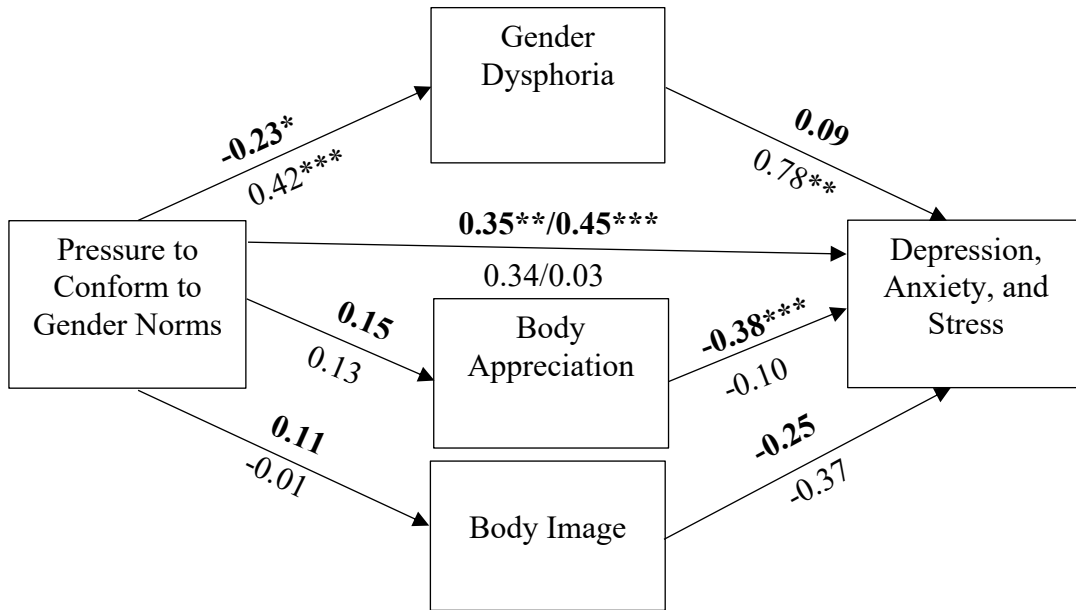 Gender
Dysphoria
-0.23*
0.42***
0.09
0.78**
Pressure to
Conform to
Gender Norms
0.35**/0.45***
0.34/0.03
Depression,
Anxiety, and
Stress
0.15
0.13
Body
Appreciation
-0.38***
-0.10
0.11
-0.01
Body Image
-0.25
-0.37